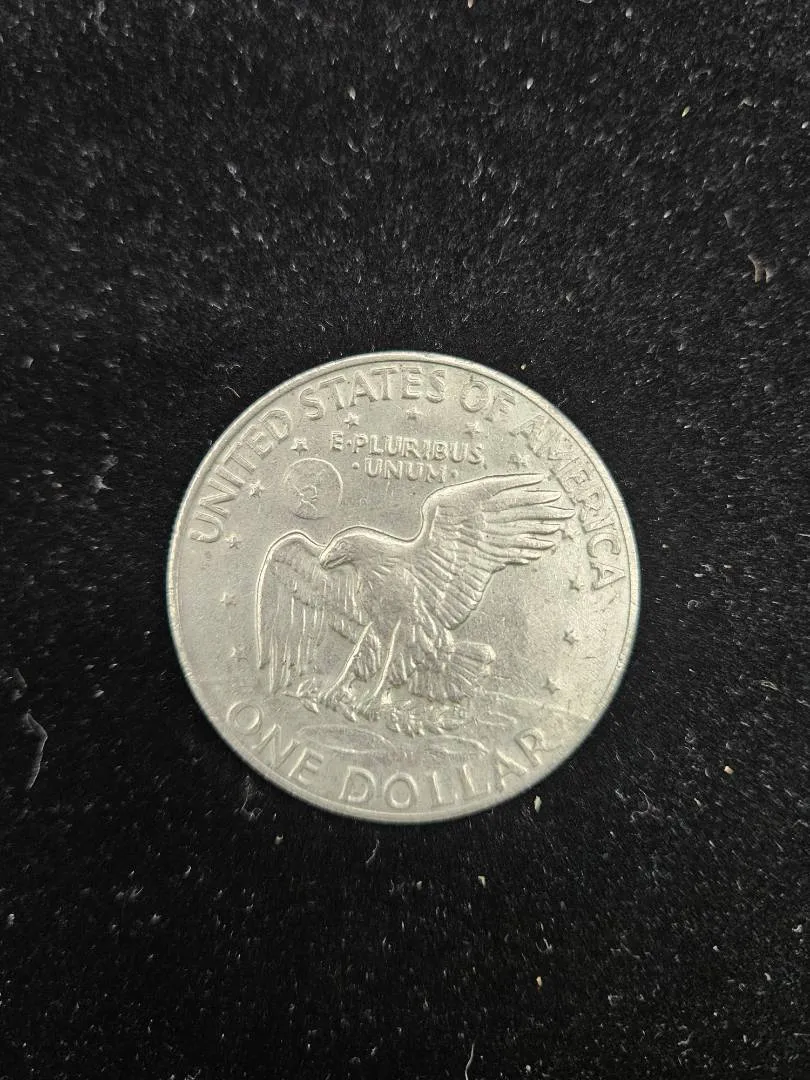 UNITED STATES OF AMERICA
E·PLURIBUS
·UNUM·
ONE DOLLAR